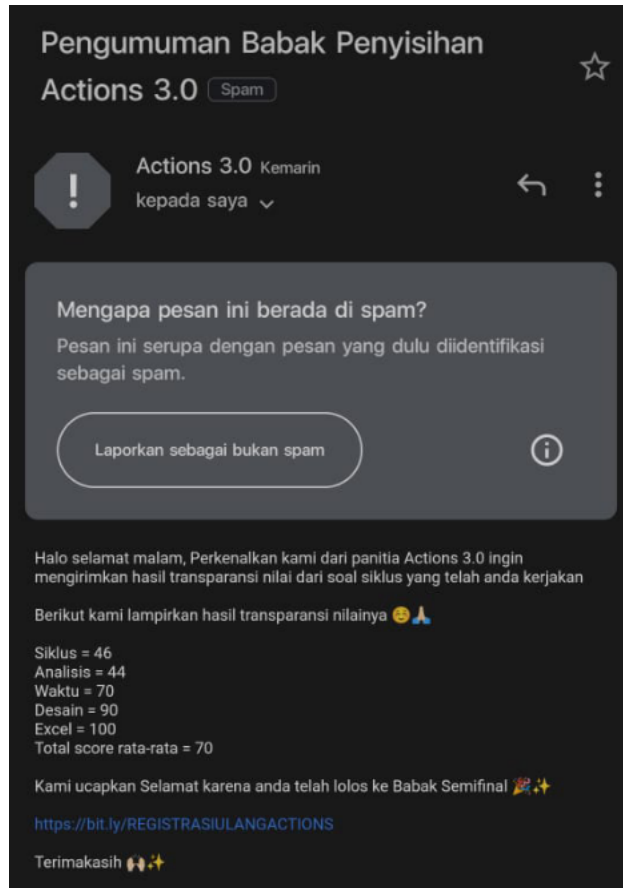 Pengumuman Babak Penyisihan
Actions 3.0 Spam
!
Actions 3.0 Kemarin
kepada saya
Mengapa pesan ini berada di spam?
Pesan ini serupa dengan pesan yang dulu diidentifikasi
sebagai spam.
Laporkan sebagai bukan spam
Halo selamat malam, Perkenalkan kami dari panitia Actions 3.0 ingin
mengirimkan hasil transparansi nilai dari soal siklus yang telah anda kerjakan
Berikut kami lampirkan hasil transparansi nilainya ☺️🙏🏼
Siklus = 46
Analisis = 44
Waktu = 70
Desain = 90
Excel = 100
Total score rata-rata = 70
Kami ucapkan Selamat karena anda telah lolos ke Babak Semifinal 🎉✨
https://bit.ly/REGISTRASIULANGACTIONS
Terimakasih 🙌🏼✨